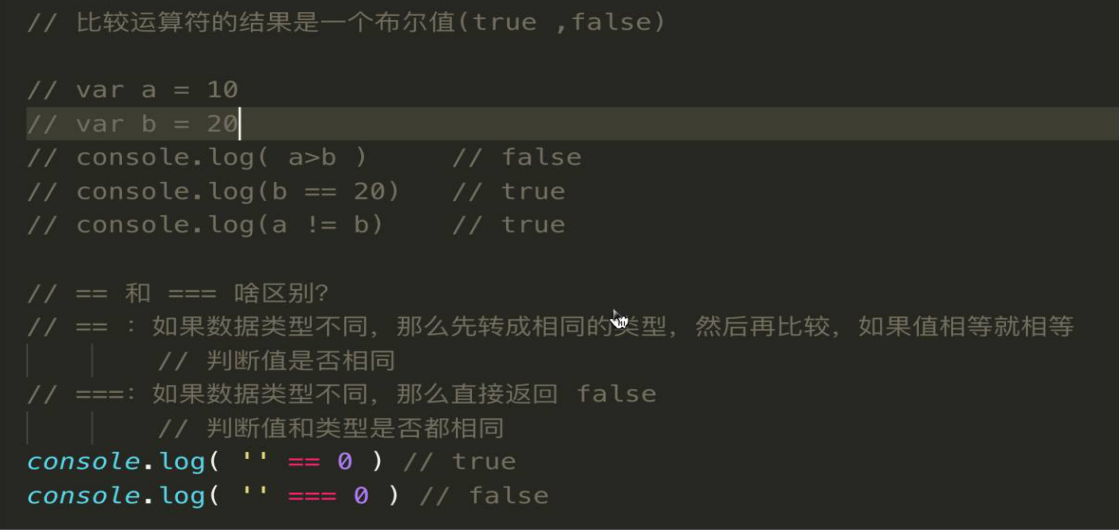 // 比较运算符的结果是一个布尔值(true ,false)
// var a = 10
// var b = 20
// console.log( a>b )     // false
// console.log(b == 20)   // true
// console.log(a != b)    // true
// == 和 === 啥区别?
// == : 如果数据类型不同, 那么先转成相同的类型, 然后再比较, 如果值相等就相等
// 判断值是否相同
// ===: 如果数据类型不同, 那么直接返回 false
// 判断值和类型是否都相同
console.log( '' == 0 ) // true
console.log( '' === 0 ) // false